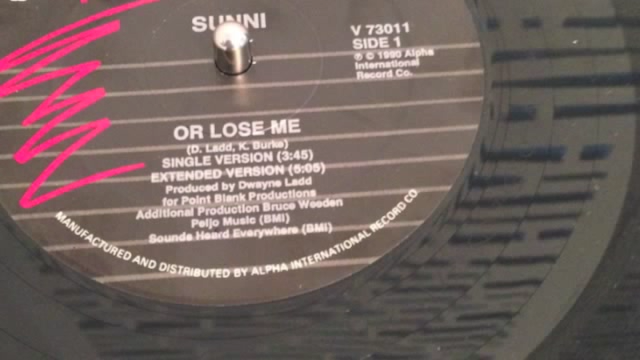 SUNNI
V 73011
SIDE 1
℗ © 1990 Alpha
International
Record Co.
OR LOSE ME
(D. Ladd, K. Burke)
SINGLE VERSION (3:45)
EXTENDED VERSION (5:05)
Produced by Dwayne Ladd
for Point Blank Productions
Additional Production Bruce Weeden
Peljo Music (BMI)
Sounds Heard Everywhere (BMI)
MANUFACTURED AND DISTRIBUTED BY ALPHA INTERNATIONAL RECORD CO